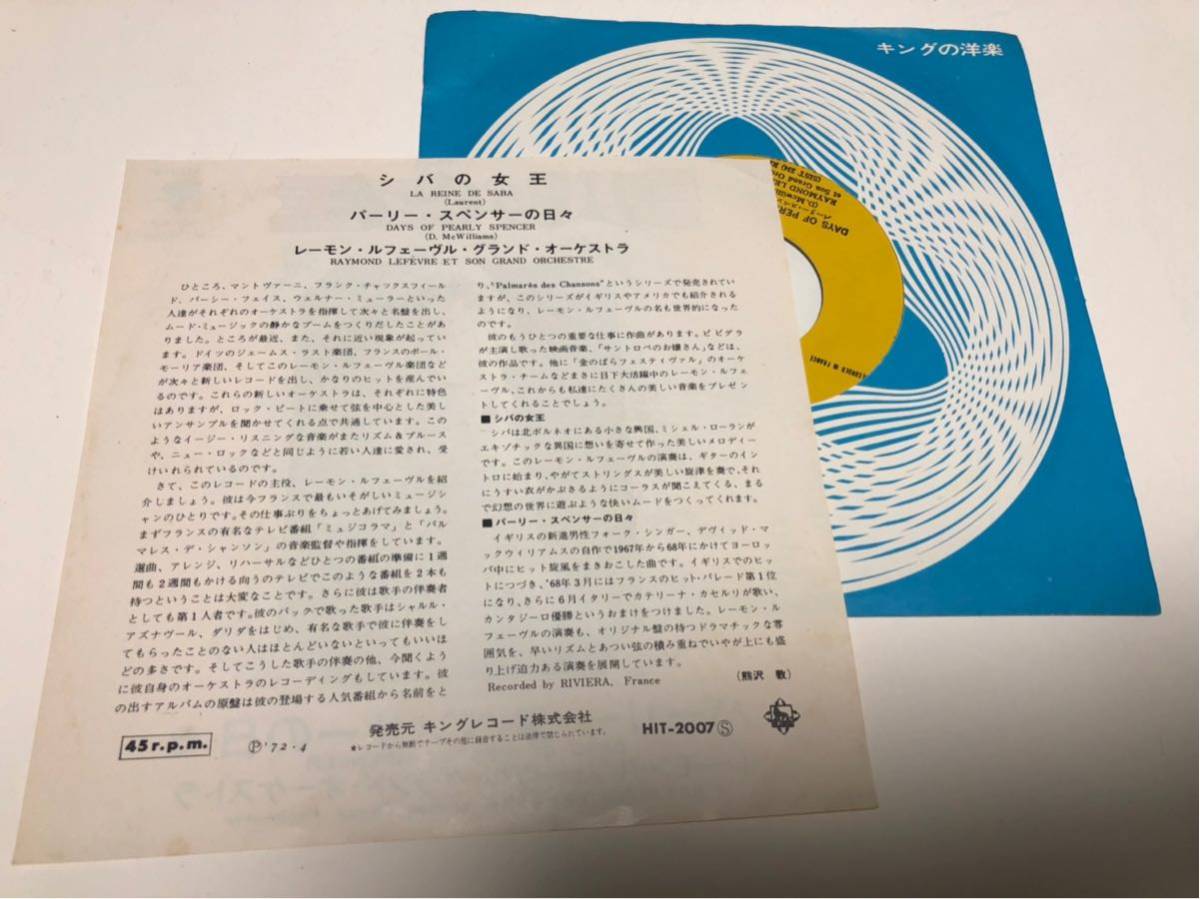 キングの洋楽
シバの女王
LA REINE DE SABA
(Laurent)
パーリー・スペンサーの日々
DAYS OF PEARLY SPENCER
(D. McWilliams)
レーモン・ルフェーヴル・グランド・オーケストラ
RAYMOND LEFÈVRE ET SON GRAND ORCHESTRE
ひところ、マントヴァーニ、フランク・チャックスフィール
ド、パーシー・フェイス、ウェルナー・ミューラーといった
人達がそれぞれのオーケストラを指揮して次々と名盤を出し、
ムード・ミュージックの静かなブームをつくりだしたことがあ
りました。ところが最近、また、それに近い現象が起ってい
ます。ドイツのジェームス・ラスト楽団、フランスのポール・
モーリア楽団、そしてこのレーモン・ルフェーヴル楽団などが
次々と新しいレコードを出し、かなりのヒットを産んでい
るのです。これらの新しいオーケストラは、それぞれに特色
はありますが、ロック・ビートに乗せて弦を中心とした美し
いアンサンブルを聞かせてくれる点で共通しています。この
ようなイージー・リスニングな音楽がまたリズム&ブルース
や、ニュー・ロックなどと同じように若い人達に愛され、受
けいれられているのです。
さて、このレコードの主役、レーモン・ルフェーヴルを紹
介しましょう。彼は今フランスで最もいそがしいミュージシ
ャンのひとりです。その仕事ぶりをちょっとあげてみましょう。
まずフランスの有名なテレビ番組「ミュジコラマ」と「パル
マレス・デ・シャンソン」の音楽監督や指揮をしています。
選曲、アレンジ、リハーサルなどひとつの番組の準備に1週
間も2週間もかける向うのテレビでこのような番組を2本も
持つということは大変なことです。さらに彼は歌手の伴奏者
としても第1人者です。彼のバックで歌った歌手はシャルル・
アズナヴール、ダリダをはじめ、有名な歌手で彼に伴奏をし
てもらったことのない人はほとんどいないといってもいいほ
どの多さです。そしてこうした歌手の伴奏の他、今聞くよう
に彼自身のオーケストラのレコーディングもしています。彼
の出すアルバムの原盤は彼の登場する人気番組から名前をと
り、"Palmarès des Chansons"というシリーズで発売されてい
ますが、このシリーズがイギリスやアメリカでも紹介される
ようになり、レーモン・ルフェーヴルの名も世界的になった
のです。
彼のもうひとつの重要な仕事に作曲があります。ビビデラ
が主演し歌った映画音楽、「サントロペのお嬢さん」などは、
彼の作品です。他に「金のばらフェスティヴァル」のオーケ
ストラ・チームなどまさに目下大活躍中のレーモン・ルフェ
ーヴル、これからも私達にたくさんの美しい音楽をプレゼン
トしてくれることでしょう。
■シバの女王
シバは北ボルネオにある小さな異国、ミシェル・ローランが
エキゾチックな異国に想いを寄せて作った美しいメロディー
です。このレーモン・ルフェーヴルの演奏は、ギターのイン
トロに始まり、やがてストリングスが美しい旋律を奏で、それ
にうすい衣がかぶさるようにコーラスが聞こえてくる、まる
で幻想の世界に遊ぶような快いムードをつくってくれます。
■パーリー・スペンサーの日々
イギリスの新進男性フォーク・シンガー、デヴィッド・マ
ックウィリアムスの自作で1967年から68年にかけてヨーロッ
パ中にヒット旋風をまきおこした曲です。イギリスでのヒッ
トにつづき、'68年3月にはフランスのヒット・パレード第1位
になり、さらに6月イタリーでカテリーナ・カセルリが歌い、
カンタジーロ優勝というおまけをつけました。レーモン・ル
フェーヴルの演奏も、オリジナル盤の持つドラマチックな雰
囲気を、早いリズムとあつい弦の積み重ねでいやが上にも盛
り上げ迫力ある演奏を展開しています。
Recorded by RIVIERA, France
(熊沢 数)
45 r.p.m.
Ⓟ'72・4
発売元 キングレコード株式会社
★レコードから無断でテープその他に録音することは法律で禁じられています。
HIT-2007Ⓢ